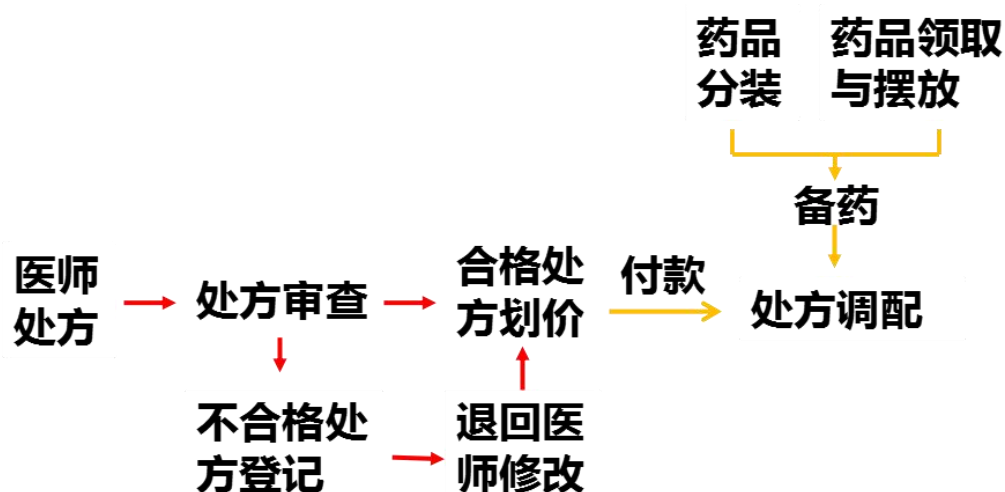 药品
分装
药品领取
与摆放
备药
医师
处方
处方审查
合格处
方划价
付款
处方调配
不合格处
方登记
退回医
师修改